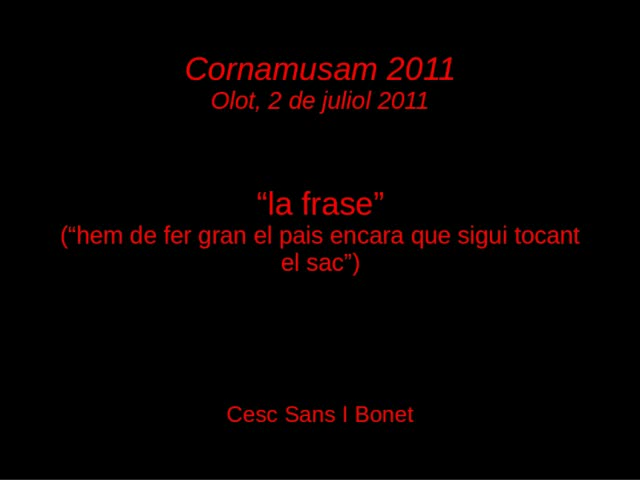 Cornamusam 2011
Olot, 2 de juliol 2011
“la frase”
(“hem de fer gran el pais encara que sigui tocant
el sac”)
Cesc Sans I Bonet